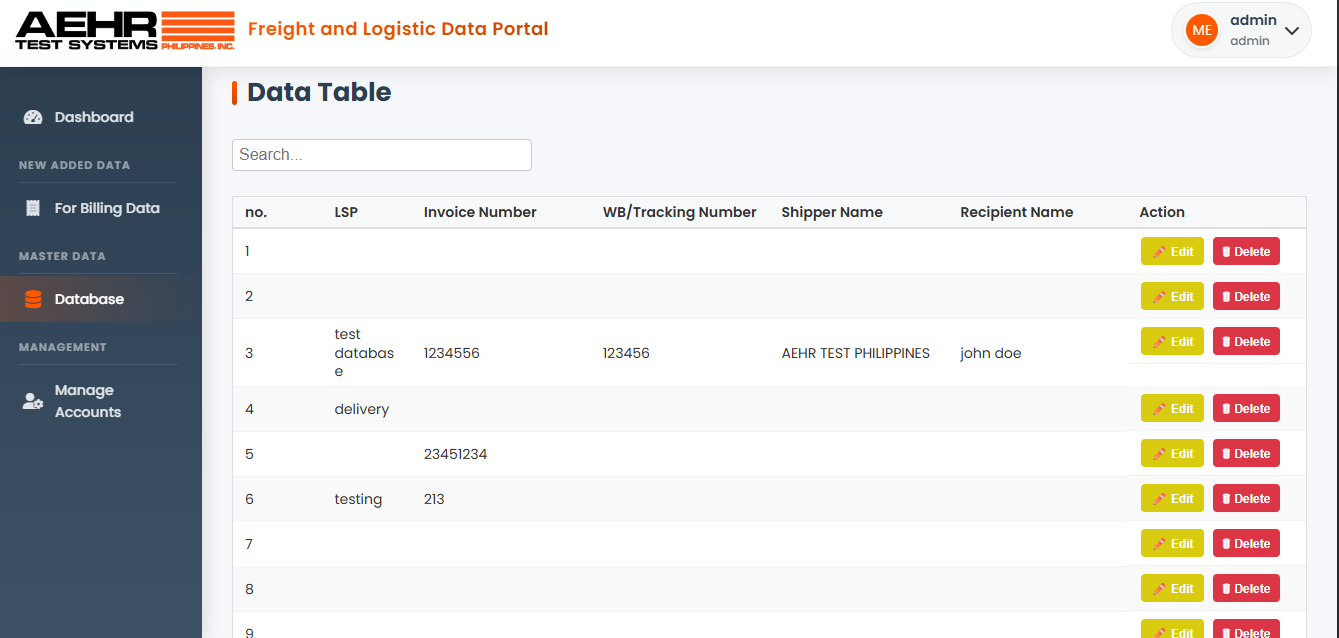 AEHR
TEST SYSTEMS PHILIPPINES, INC.
Freight and Logistic Data Portal
ME
admin
admin
Dashboard
NEW ADDED DATA
For Billing Data
MASTER DATA
Database
MANAGEMENT
Manage
Accounts
Data Table
Search...
no. LSP Invoice Number WB/Tracking Number Shipper Name Recipient Name Action
1 Edit Delete
2 Edit Delete
3 test
databas
e 1234556 123456 AEHR TEST PHILIPPINES john doe Edit Delete
4 delivery Edit Delete
5 23451234 Edit Delete
6 testing 213 Edit Delete
7 Edit Delete
8 Edit Delete
9 Edit Delete